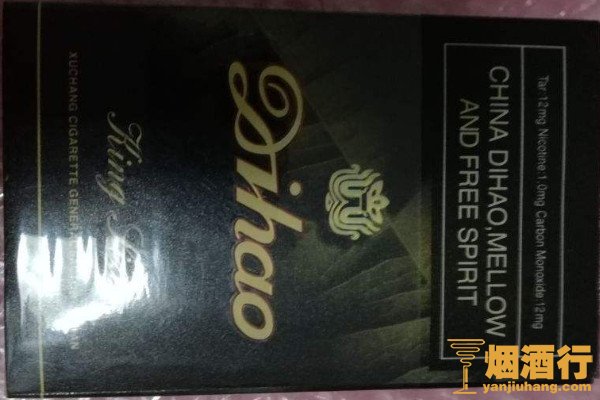 Tar 12mg Nicotine 1.0mg Carbon Monoxide 12mg
CHINA DIHAO,MELLOW
AND FREE SPIRIT
Dihao
King
XUCHANG CIGARETTE
烟酒行
yanjiuhang.com